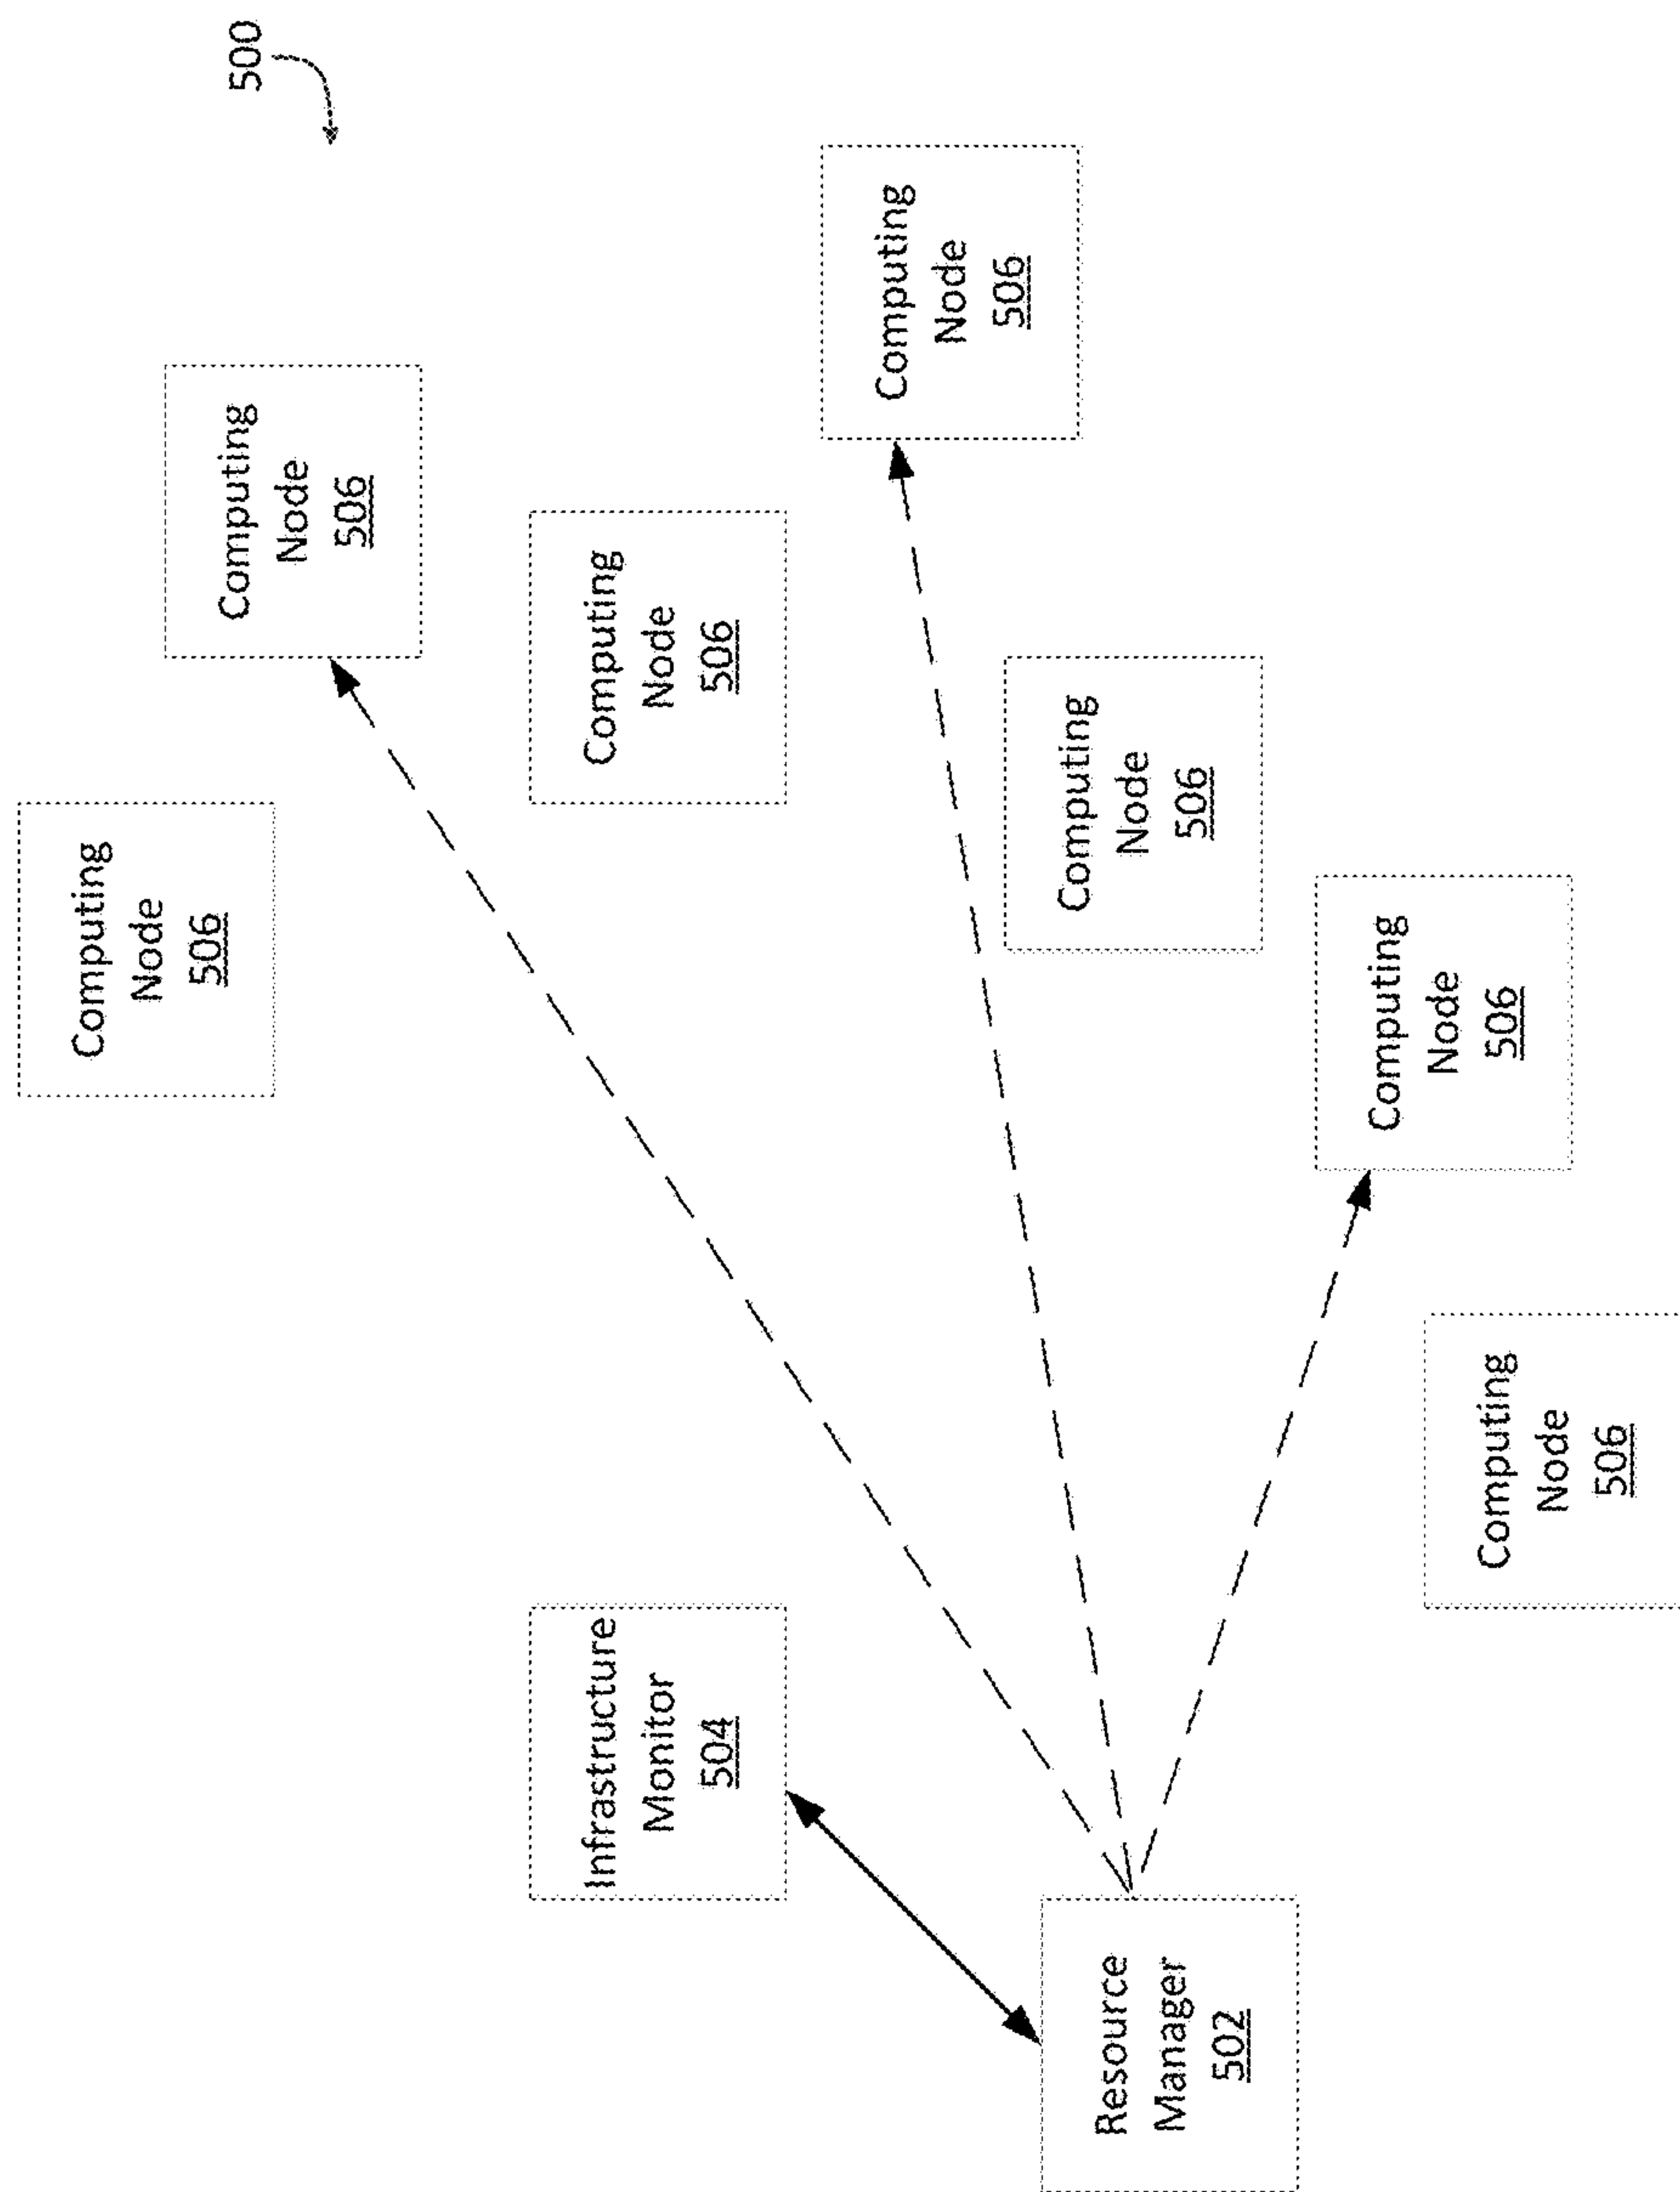 500
Computing
Node
506
Computing
Node
506
Infrastructure
Monitor
504
Computing
Node
506
Computing
Node
506
Resource
Manager
502
Computing
Node
506
Computing
Node
506
Computing
Node
506